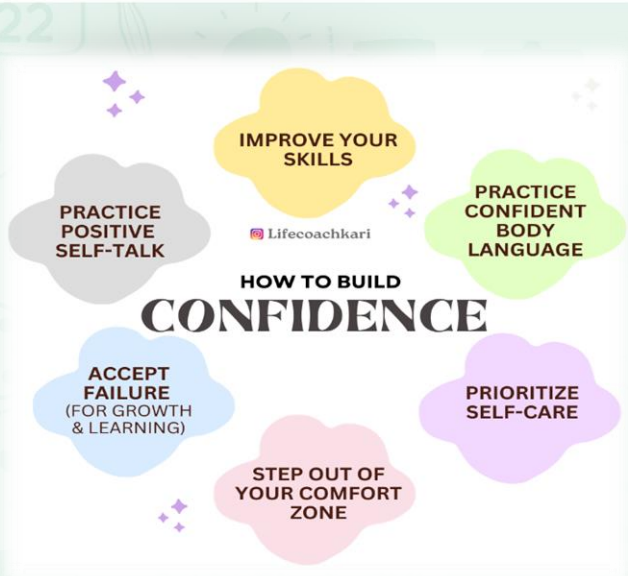 22
IMPROVE YOUR
SKILLS
PRACTICE
POSITIVE
SELF-TALK
PRACTICE
CONFIDENT
BODY
LANGUAGE
Lifecoachkari
HOW TO BUILD
CONFIDENCE
ACCEPT
FAILURE
(FOR GROWTH
& LEARNING)
PRIORITIZE
SELF-CARE
STEP OUT OF
YOUR COMFORT
ZONE